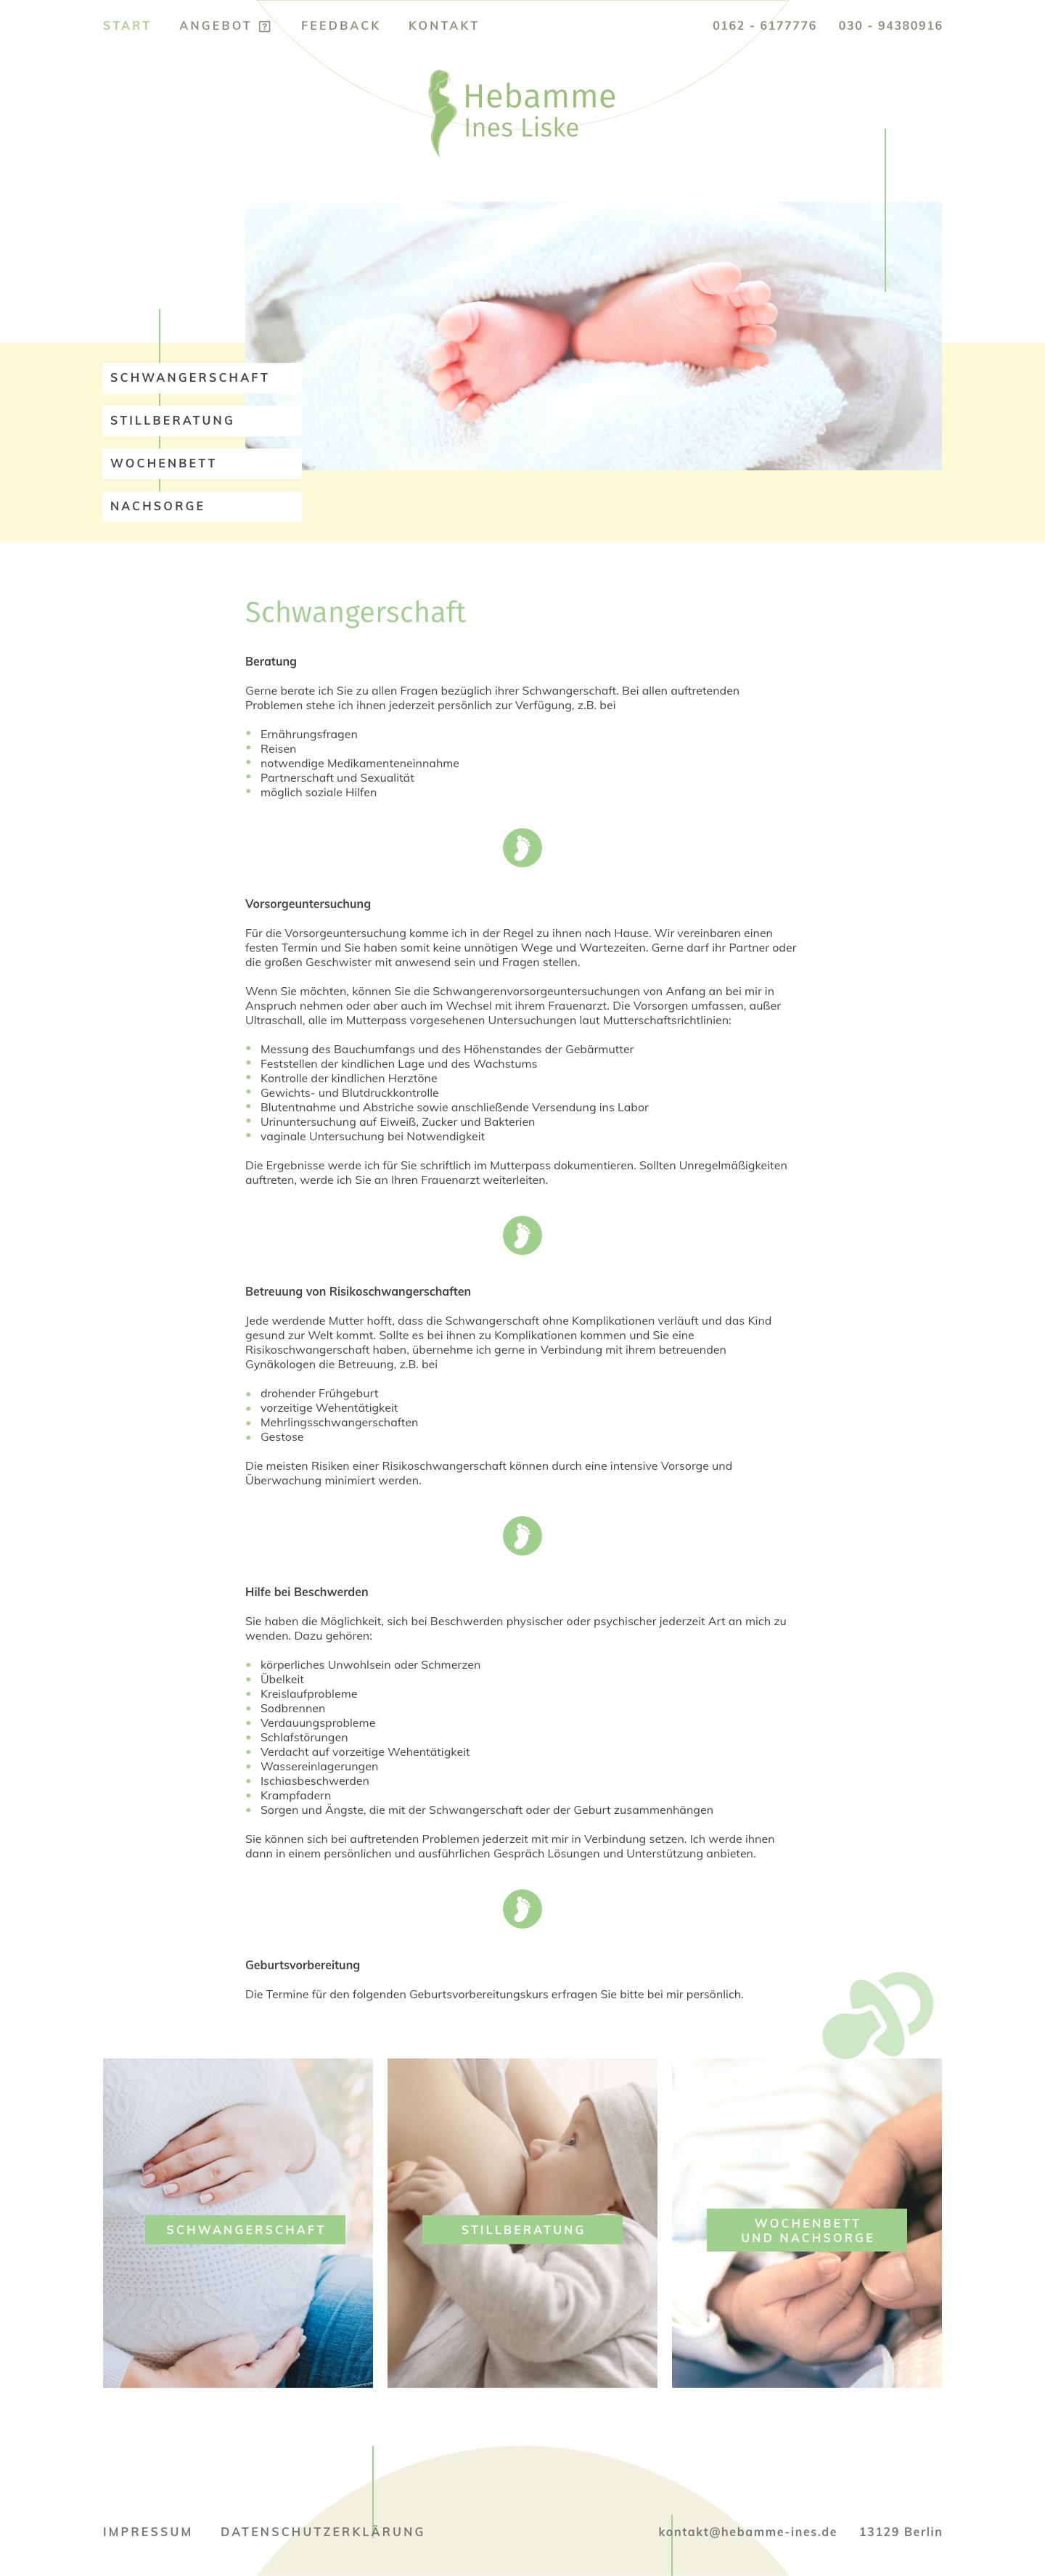 START ANGEBOT ? FEEDBACK KONTAKT 0162 - 6177776 030 - 94380916
Hebamme
Ines Liske
SCHWANGERSCHAFT
STILLBERATUNG
WOCHENBETT
NACHSORGE
Schwangerschaft
Beratung
Gerne berate ich Sie zu allen Fragen bezüglich ihrer Schwangerschaft. Bei allen auftretenden
Problemen stehe ich ihnen jederzeit persönlich zur Verfügung, z.B. bei
• Ernährungsfragen
• Reisen
• notwendige Medikamenteneinnahme
• Partnerschaft und Sexualität
• möglich soziale Hilfen
Vorsorgeuntersuchung
Für die Vorsorgeuntersuchung komme ich in der Regel zu ihnen nach Hause. Wir vereinbaren einen
festen Termin und Sie haben somit keine unnötigen Wege und Wartezeiten. Gerne darf ihr Partner oder
die großen Geschwister mit anwesend sein und Fragen stellen.
Wenn Sie möchten, können Sie die Schwangerenvorsorgeuntersuchungen von Anfang an bei mir in
Anspruch nehmen oder aber auch im Wechsel mit ihrem Frauenarzt. Die Vorsorgen umfassen, außer
Ultraschall, alle im Mutterpass vorgesehenen Untersuchungen laut Mutterschaftsrichtlinien:
• Messung des Bauchumfangs und des Höhenstandes der Gebärmutter
• Feststellen der kindlichen Lage und des Wachstums
• Kontrolle der kindlichen Herztöne
• Gewichts- und Blutdruckkontrolle
• Blutentnahme und Abstriche sowie anschließende Versendung ins Labor
• Urinuntersuchung auf Eiweiß, Zucker und Bakterien
• vaginale Untersuchung bei Notwendigkeit
Die Ergebnisse werde ich für Sie schriftlich im Mutterpass dokumentieren. Sollten Unregelmäßigkeiten
auftreten, werde ich Sie an Ihren Frauenarzt weiterleiten.
Betreuung von Risikoschwangerschaften
Jede werdende Mutter hofft, dass die Schwangerschaft ohne Komplikationen verläuft und das Kind
gesund zur Welt kommt. Sollte es bei ihnen zu Komplikationen kommen und Sie eine
Risikoschwangerschaft haben, übernehme ich gerne in Verbindung mit ihrem betreuenden
Gynäkologen die Betreuung, z.B. bei
• drohender Frühgeburt
• vorzeitige Wehentätigkeit
• Mehrlingsschwangerschaften
• Gestose
Die meisten Risiken einer Risikoschwangerschaft können durch eine intensive Vorsorge und
Überwachung minimiert werden.
Hilfe bei Beschwerden
Sie haben die Möglichkeit, sich bei Beschwerden physischer oder psychischer jederzeit Art an mich zu
wenden. Dazu gehören:
• körperliches Unwohlsein oder Schmerzen
• Übelkeit
• Kreislaufprobleme
• Sodbrennen
• Verdauungsprobleme
• Schlafstörungen
• Verdacht auf vorzeitige Wehentätigkeit
• Wassereinlagerungen
• Ischiasbeschwerden
• Krampfadern
• Sorgen und Ängste, die mit der Schwangerschaft oder der Geburt zusammenhängen
Sie können sich bei auftretenden Problemen jederzeit mit mir in Verbindung setzen. Ich werde ihnen
dann in einem persönlichen und ausführlichen Gespräch Lösungen und Unterstützung anbieten.
Geburtsvorbereitung
Die Termine für den folgenden Geburtsvorbereitungskurs erfragen Sie bitte bei mir persönlich.
SCHWANGERSCHAFT
STILLBERATUNG
WOCHENBETT
UND NACHSORGE
IMPRESSUM DATENSCHUTZERKLÄRUNG kontakt@hebamme-ines.de 13129 Berlin